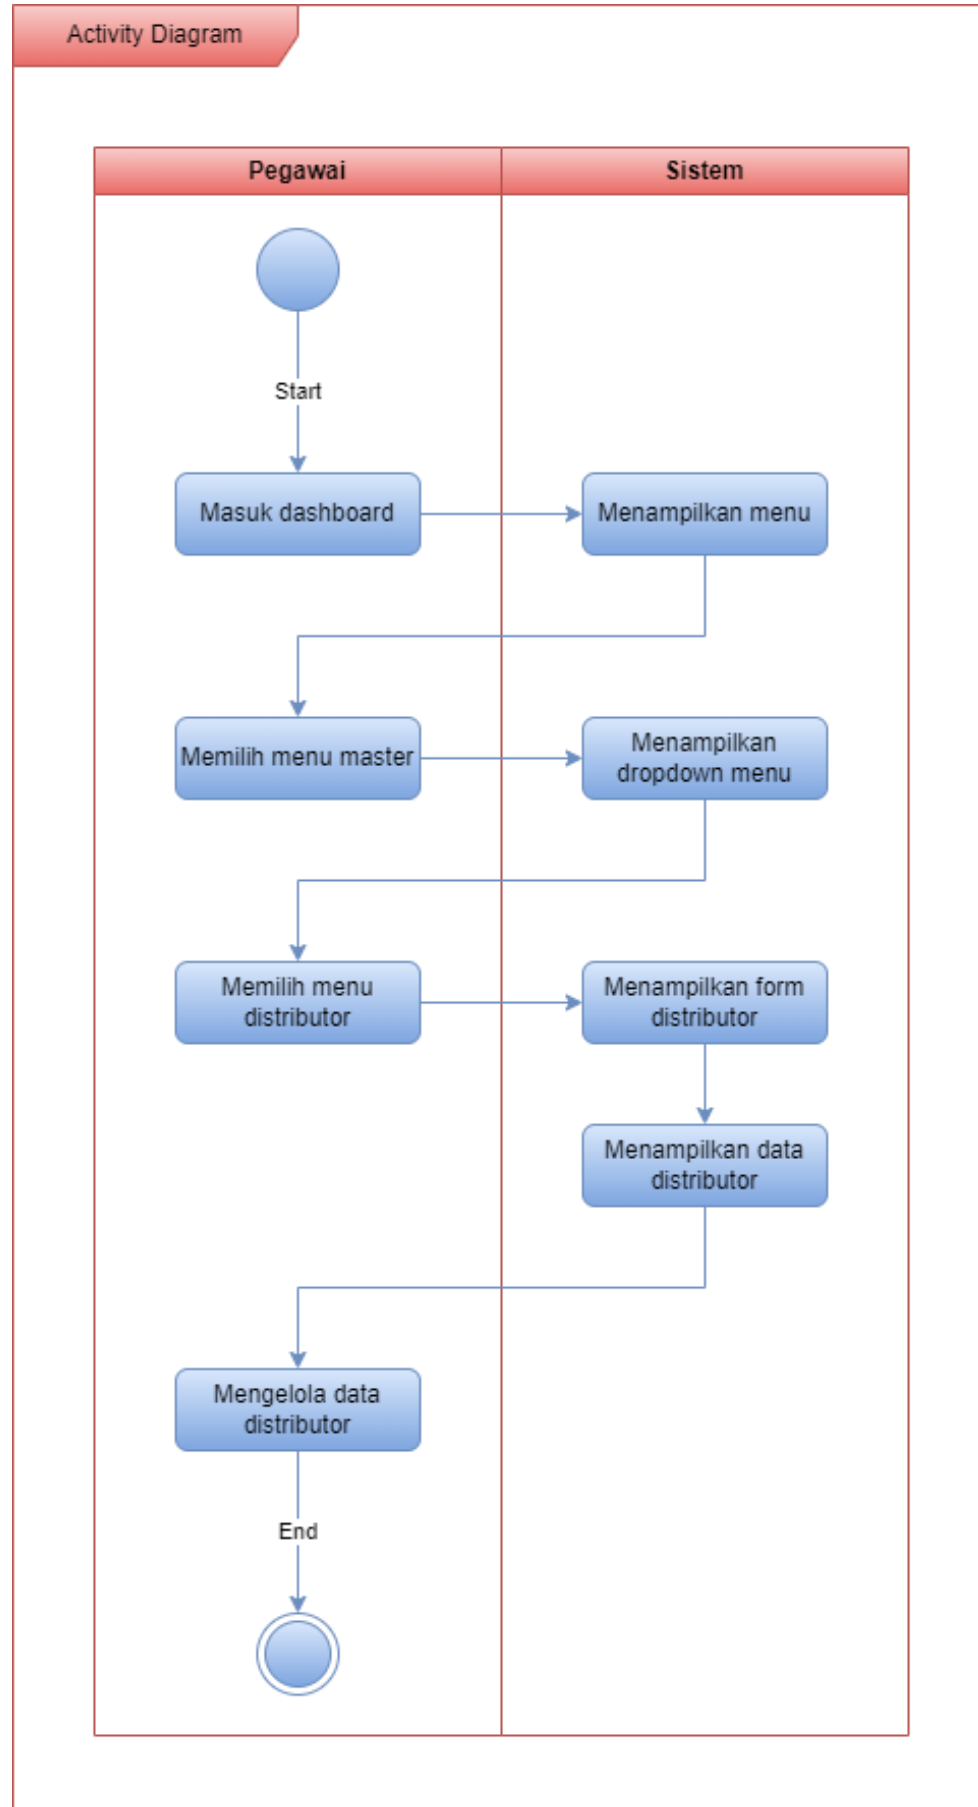 Activity Diagram
Pegawai
Sistem
Start
Masuk dashboard
Menampilkan menu
Memilih menu master
Menampilkan
dropdown menu
Memilih menu
distributor
Menampilkan form
distributor
Menampilkan data
distributor
Mengelola data
distributor
End